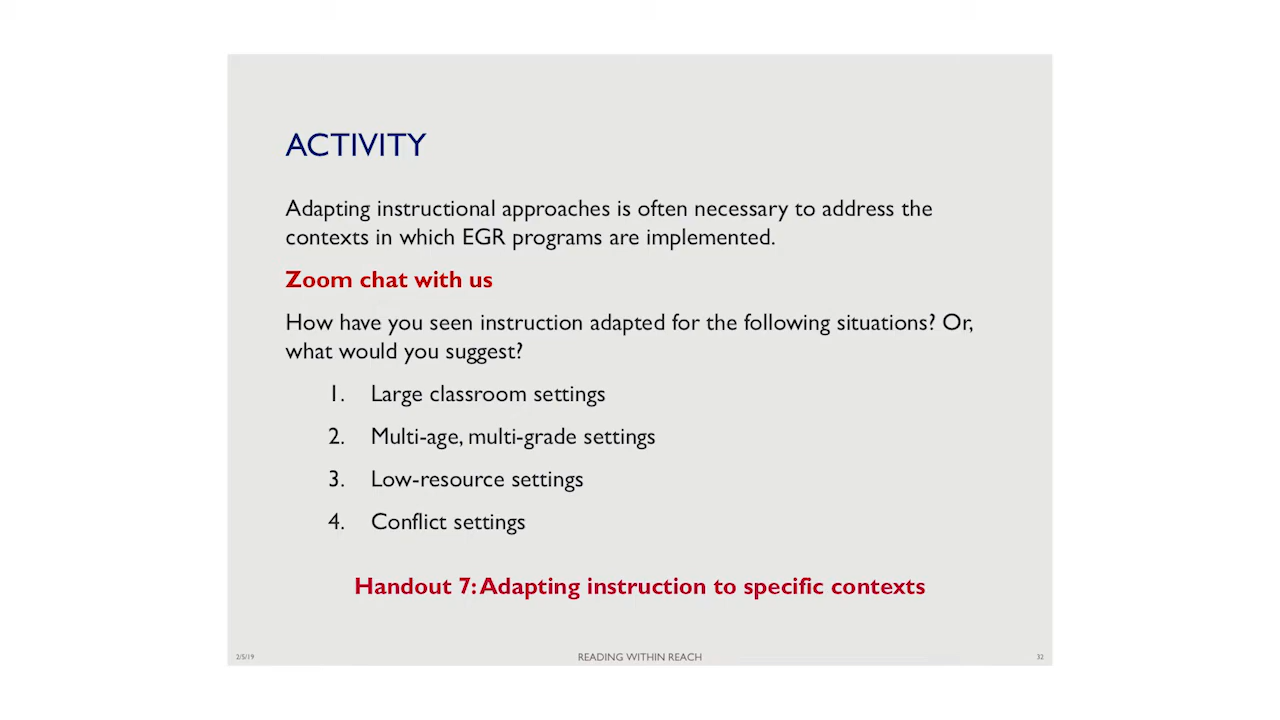 ACTIVITY
Adapting instructional approaches is often necessary to address the
contexts in which EGR programs are implemented.
Zoom chat with us
How have you seen instruction adapted for the following situations? Or,
what would you suggest?
1. Large classroom settings
2. Multi-age, multi-grade settings
3. Low-resource settings
4. Conflict settings
Handout 7: Adapting instruction to specific contexts
2/5/19 READING WITHIN REACH 32